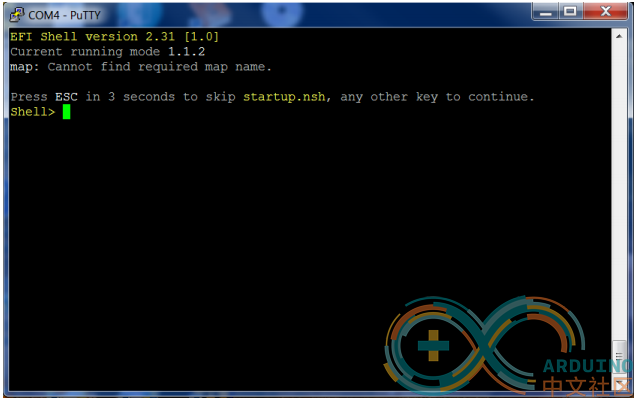 COM4 - PuTTY
EFI Shell version 2.31 [1.0]
Current running mode 1.1.2
map: Cannot find required map name.
Press ESC in 3 seconds to skip startup.nsh, any other key to continue.
Shell>
ARDUINO
中文社区